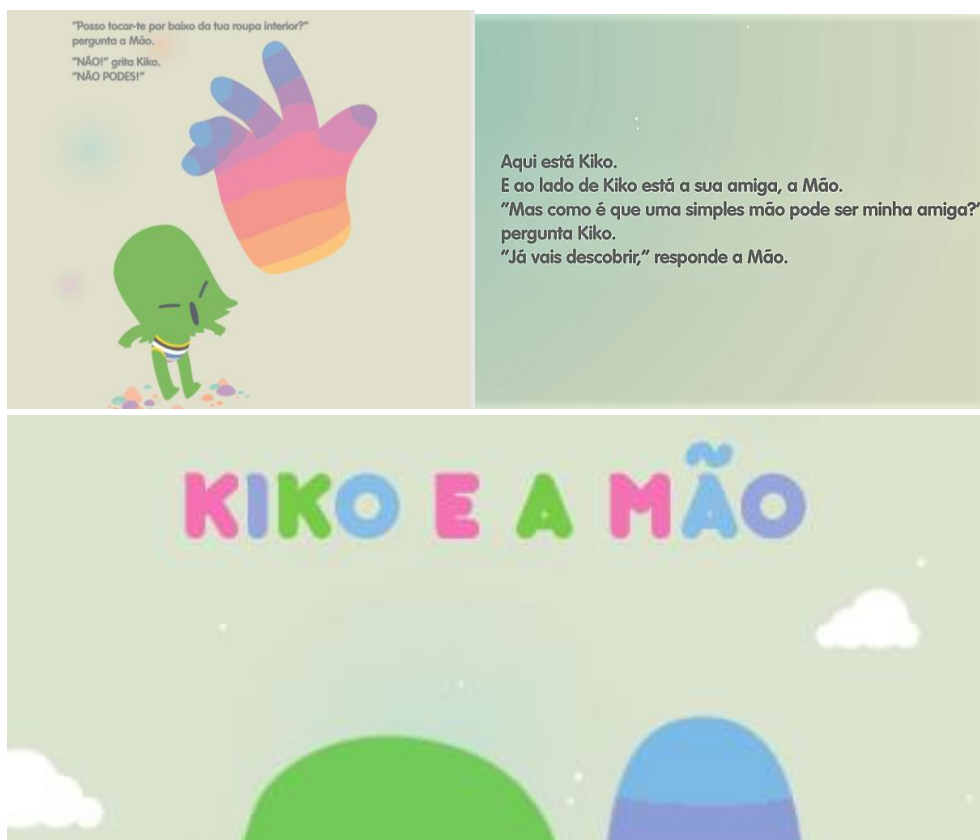 “Posso tocar-te por baixo da tua roupa interior?”
pergunta a Mão.
“NÃO!” grita Kiko.
“NÃO PODES!”
Aqui está Kiko.
E ao lado de Kiko está a sua amiga, a Mão.
“Mas como é que uma simples mão pode ser minha amiga?”
pergunta Kiko.
“Já vais descobrir,” responde a Mão.
KIKO E A MÃO